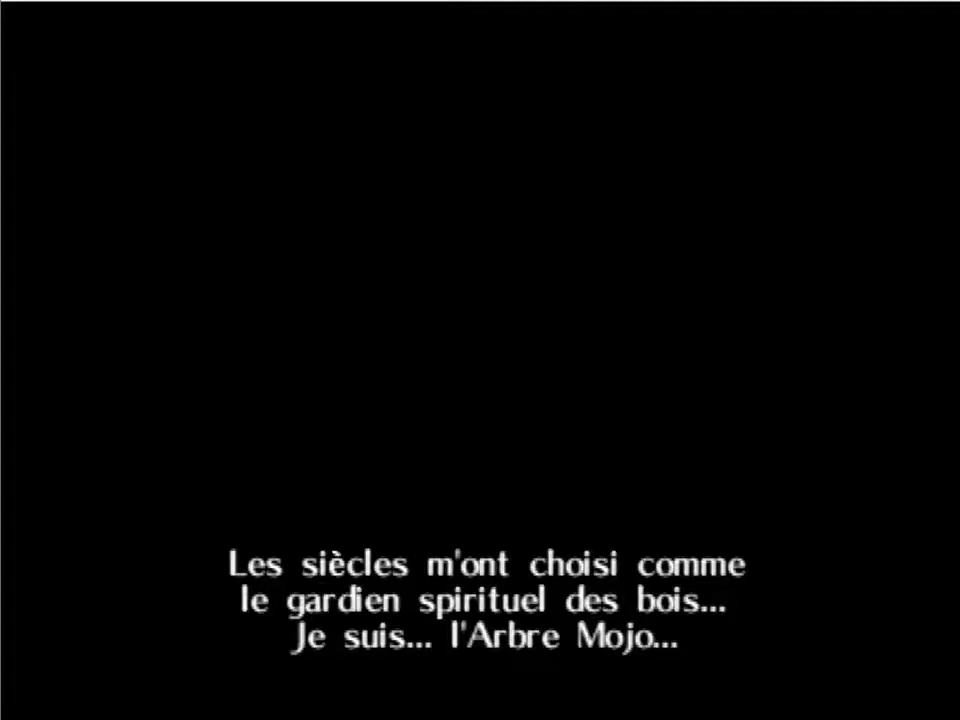 Les siècles m'ont choisi comme
le gardien spirituel des bois...
Je suis... l'Arbre Mojo...